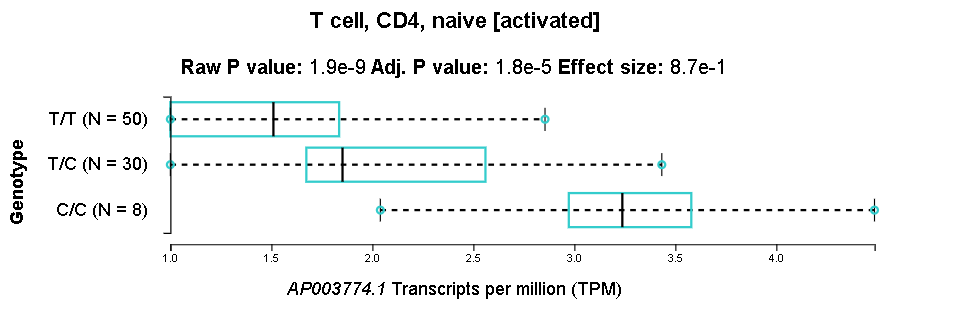 T cell, CD4, naive [activated]
Raw P value: 1.9e-9 Adj. P value: 1.8e-5 Effect size: 8.7e-1
Genotype
T/T (N = 50)
T/C (N = 30)
C/C (N = 8)
1.0 1.5 2.0 2.5 3.0 3.5 4.0
AP003774.1 Transcripts per million (TPM)